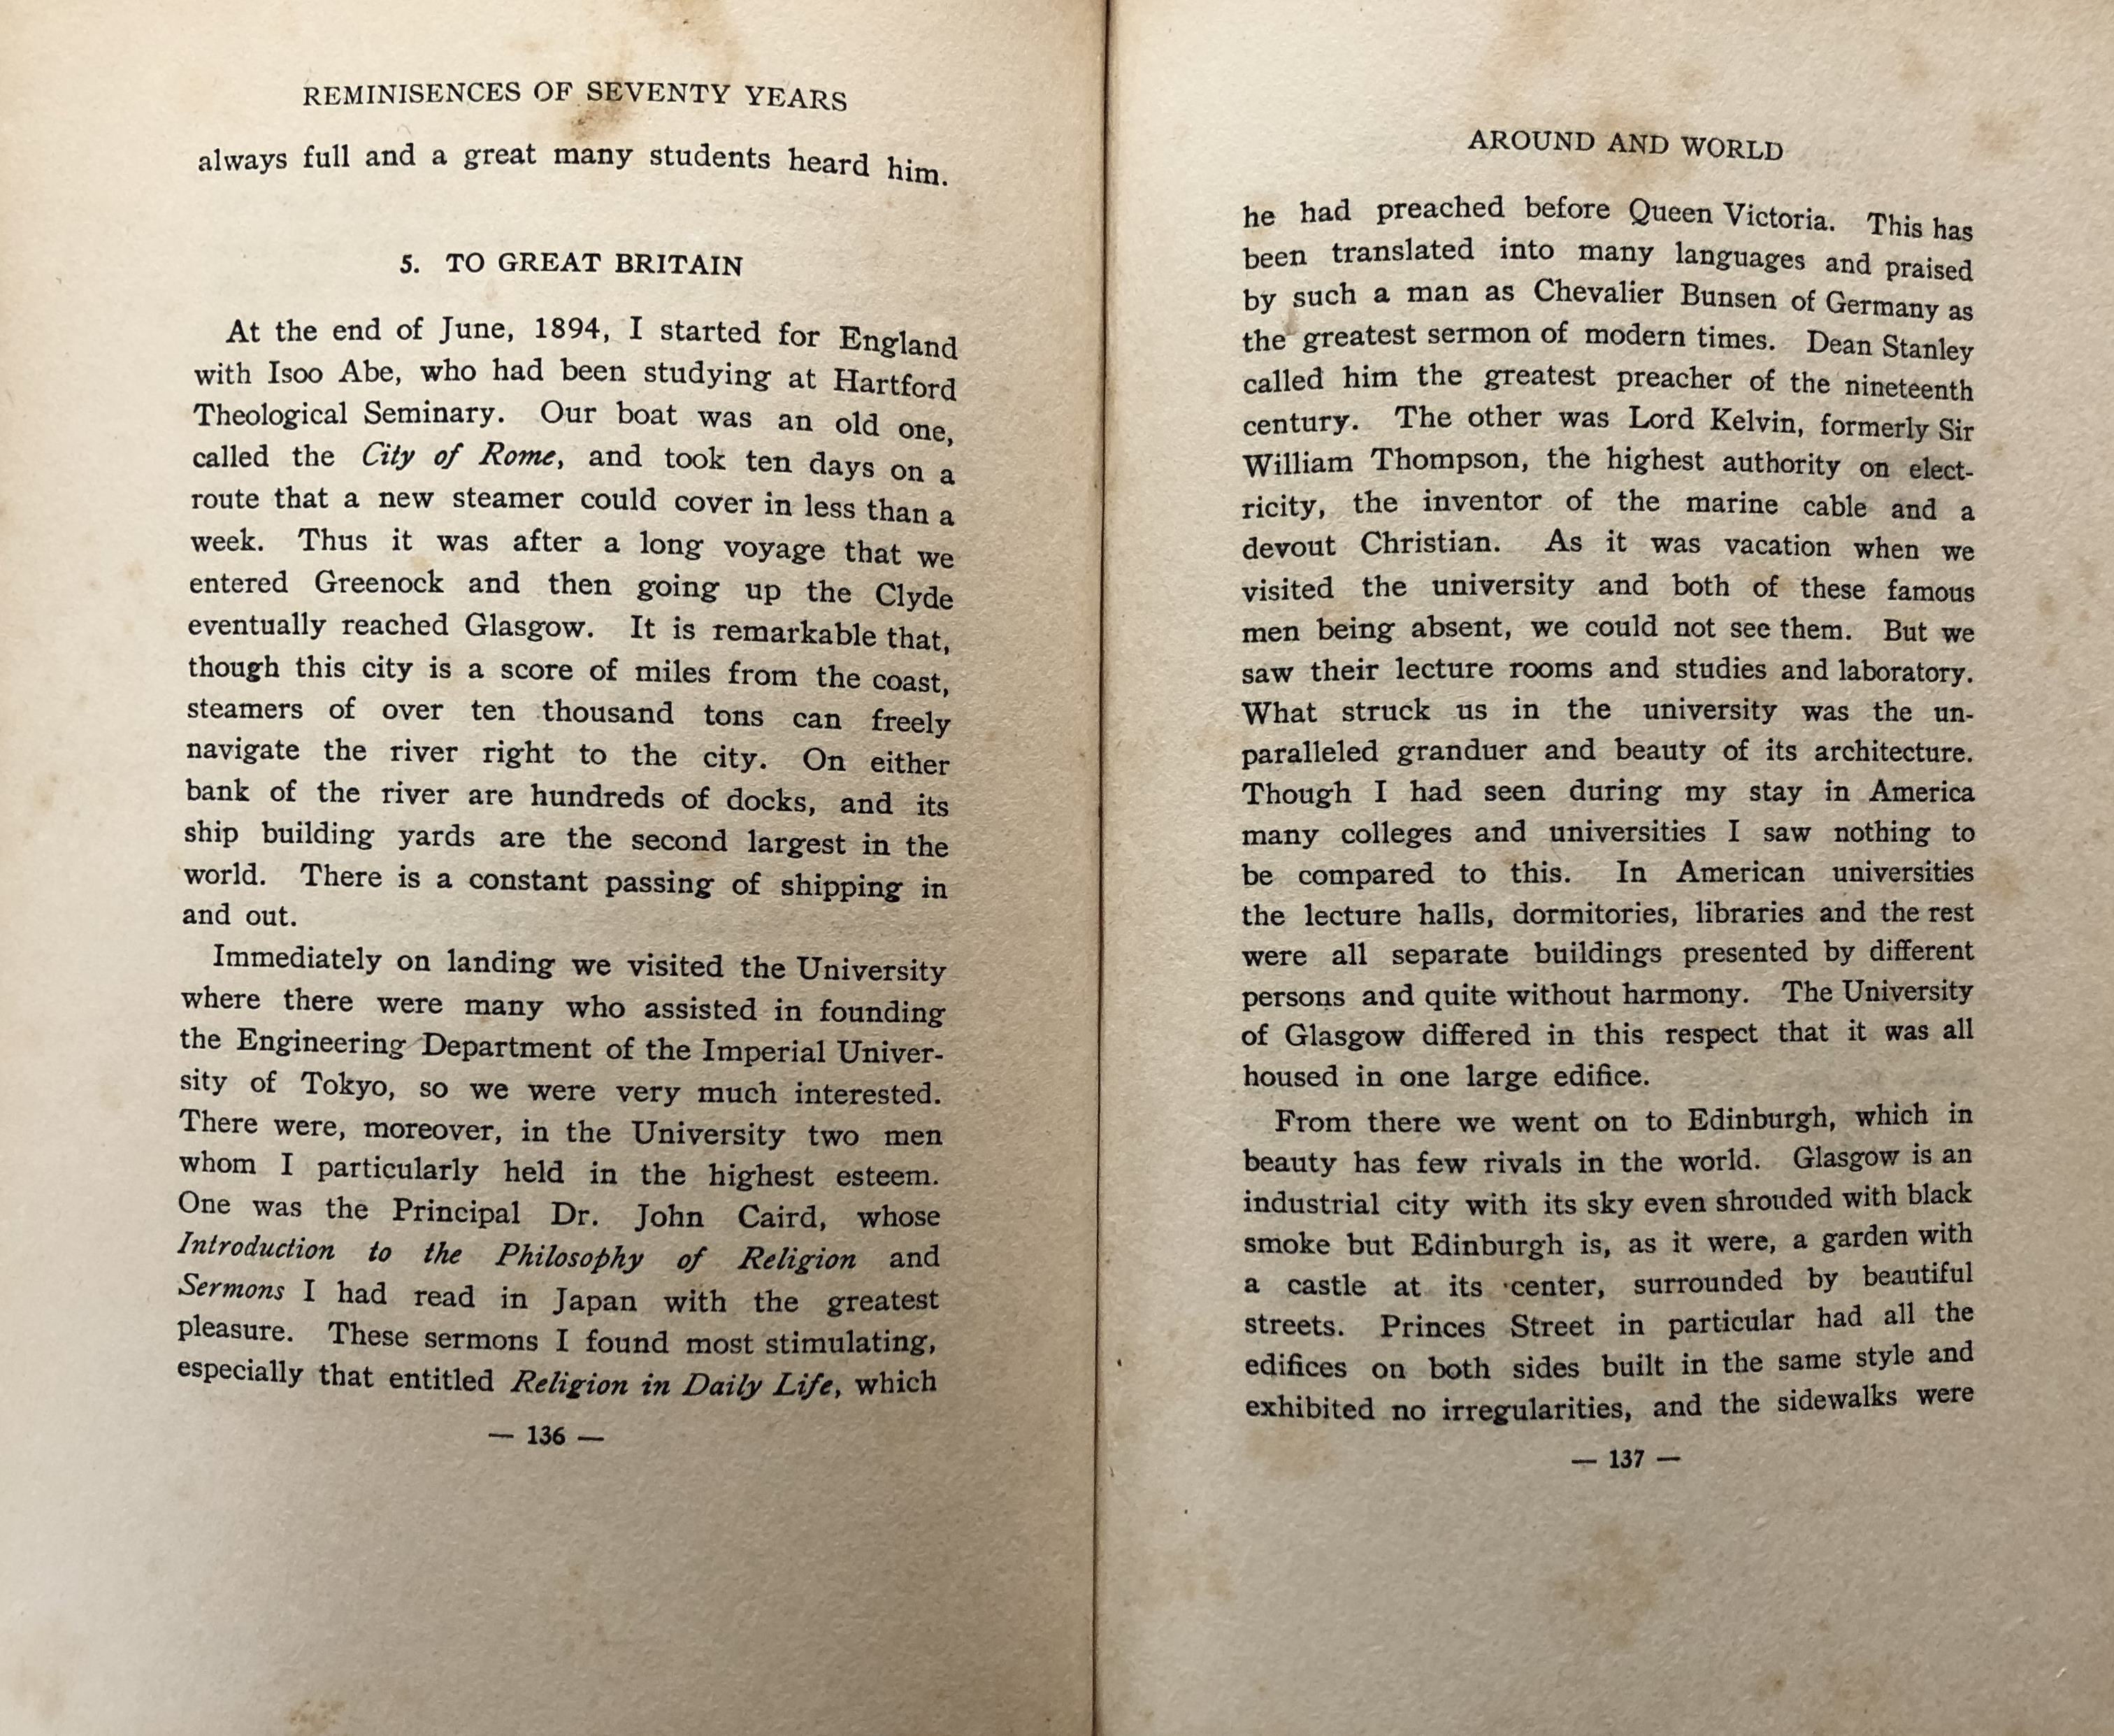 REMINISENCES OF SEVENTY YEARS
always full and a great many students heard him.
5. TO GREAT BRITAIN
At the end of June, 1894, I started for England
with Isoo Abe, who had been studying at Hartford
Theological Seminary. Our boat was an old one,
called the City of Rome, and took ten days on a
route that a new steamer could cover in less than a
week. Thus it was after a long voyage that we
entered Greenock and then going up the Clyde
eventually reached Glasgow. It is remarkable that,
though this city is a score of miles from the coast,
steamers of over ten thousand tons can freely
navigate the river right to the city. On either
bank of the river are hundreds of docks, and its
ship building yards are the second largest in the
world. There is a constant passing of shipping in
and out.
Immediately on landing we visited the University
where there were many who assisted in founding
the Engineering Department of the Imperial Univer-
sity of Tokyo, so we were very much interested.
There were, moreover, in the University two men
whom I particularly held in the highest esteem.
One was the Principal Dr. John Caird, whose
Introduction to the Philosophy of Religion and
Sermons I had read in Japan with the greatest
pleasure. These sermons I found most stimulating,
especially that entitled Religion in Daily Life, which
— 136 —
AROUND AND WORLD
he had preached before Queen Victoria. This has
been translated into many languages and praised
by such a man as Chevalier Bunsen of Germany as
the greatest sermon of modern times. Dean Stanley
called him the greatest preacher of the nineteenth
century. The other was Lord Kelvin, formerly Sir
William Thompson, the highest authority on elect-
ricity, the inventor of the marine cable and a
devout Christian. As it was vacation when we
visited the university and both of these famous
men being absent, we could not see them. But we
saw their lecture rooms and studies and laboratory.
What struck us in the university was the un-
paralleled granduer and beauty of its architecture.
Though I had seen during my stay in America
many colleges and universities I saw nothing to
be compared to this. In American universities
the lecture halls, dormitories, libraries and the rest
were all separate buildings presented by different
persons and quite without harmony. The University
of Glasgow differed in this respect that it was all
housed in one large edifice.
From there we went on to Edinburgh, which in
beauty has few rivals in the world. Glasgow is an
industrial city with its sky even shrouded with black
smoke but Edinburgh is, as it were, a garden with
a castle at its center, surrounded by beautiful
streets. Princes Street in particular had all the
edifices on both sides built in the same style and
exhibited no irregularities, and the sidewalks were
— 137 —